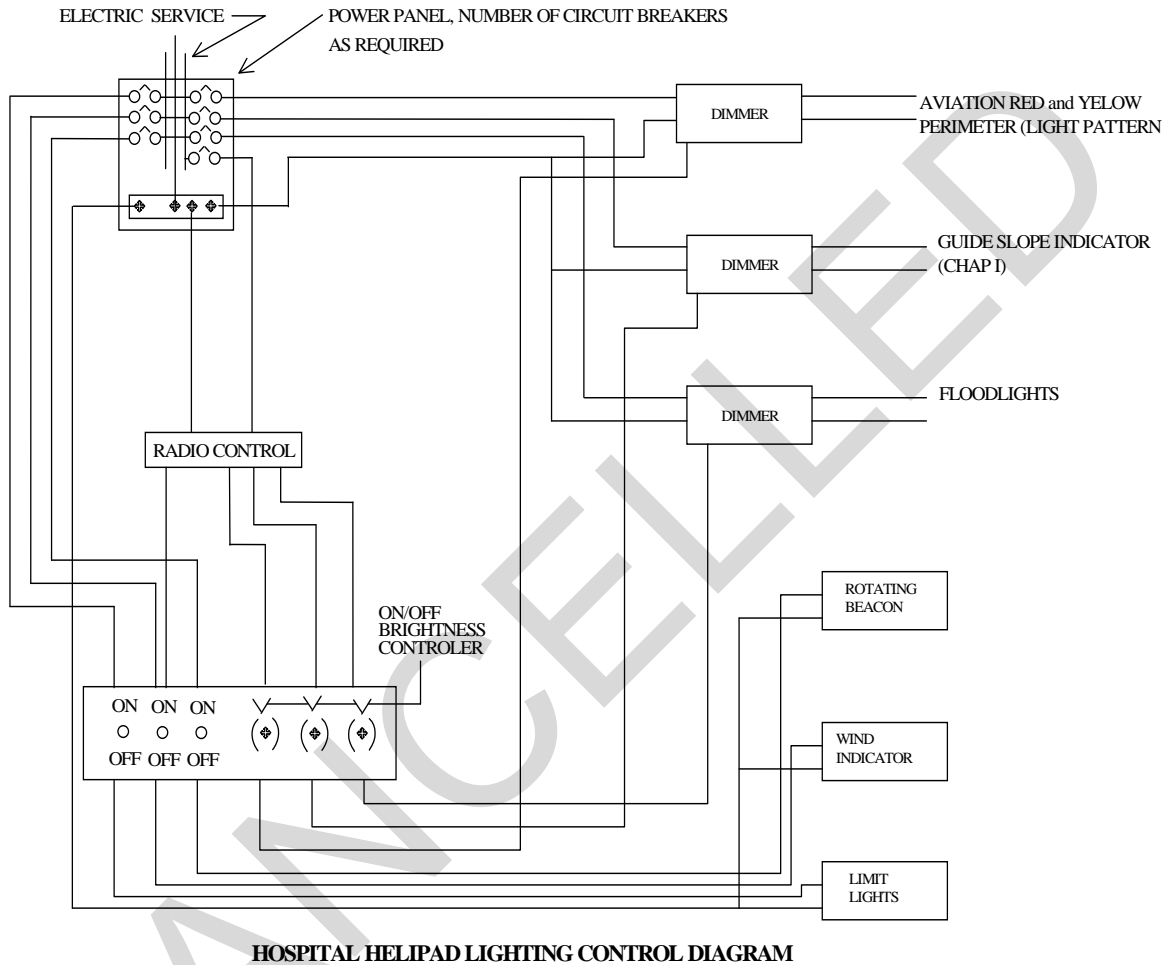 ELECTRIC SERVICE
POWER PANEL, NUMBER OF CIRCUIT BREAKERS
AS REQUIRED
DIMMER
AVIATION RED and YELOW
PERIMETER (LIGHT PATTERN
DIMMER
GUIDE SLOPE INDICATOR
(CHAP I)
DIMMER
FLOODLIGHTS
RADIO CONTROL
ROTATING
BEACON
ON/OFF
BRIGHTNESS
CONTROLER
ON ON ON
OFF OFF OFF
WIND
INDICATOR
LIMIT
LIGHTS
HOSPITAL HELIPAD LIGHTING CONTROL DIAGRAM
ANCELLED